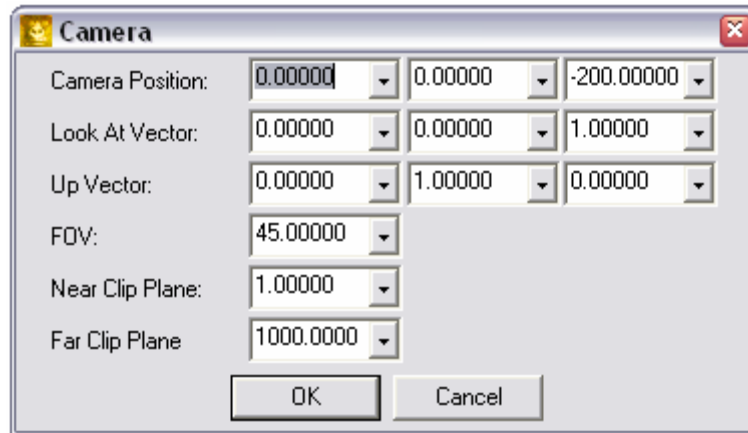 Camera
Camera Position: 0.00000 0.00000 -200.00000
Look At Vector: 0.00000 0.00000 1.00000
Up Vector: 0.00000 1.00000 0.00000
FOV: 45.00000
Near Clip Plane: 1.00000
Far Clip Plane 1000.0000
OK Cancel